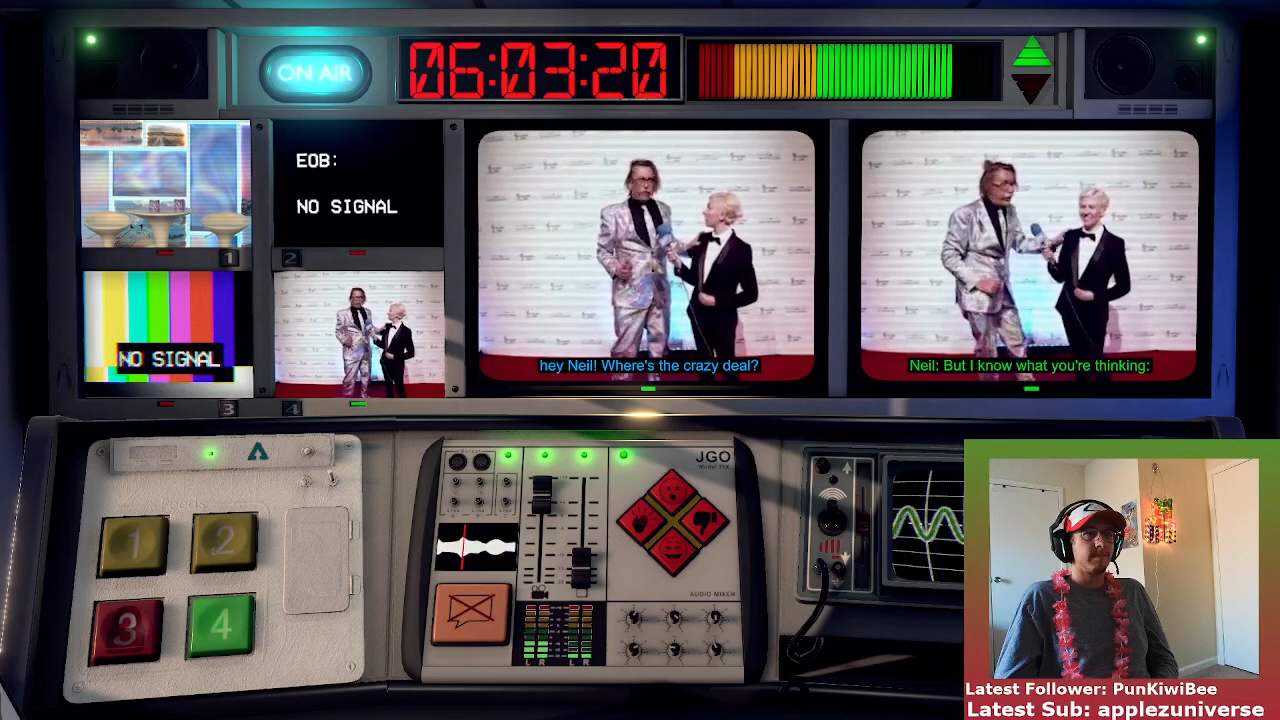 ON AIR
06:03:20
EOB:
NO SIGNAL
1
2
NO SIGNAL
3
4
hey Neil! Where's the crazy deal?
Neil: But I know what you're thinking:
JGO
AUDIO MIXER
1
2
3
4
L R
L R
Latest Follower: PunKiwiBee
Latest Sub: applezuniverse